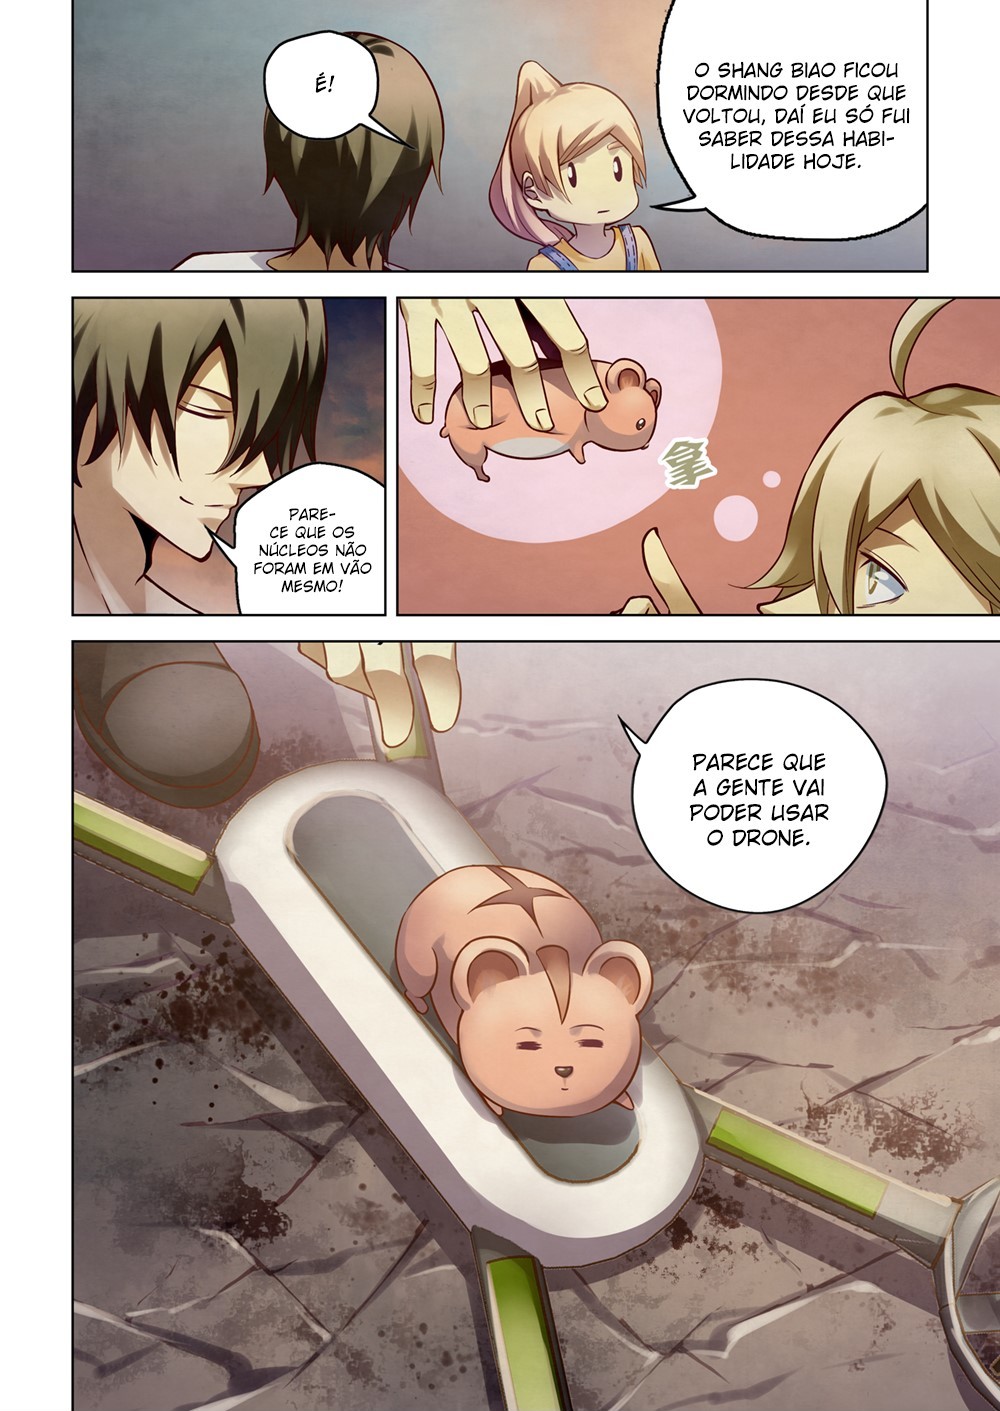 É!
O SHANG BIAO FICOU
DORMINDO DESDE QUE
VOLTOU, DAÍ EU SÓ FUI
SABER DESSA HABI-
LIDADE HOJE.
PARE-
CE QUE OS
NÚCLEOS NÃO
FORAM EM VÃO
MESMO!
拿
PARECE QUE
A GENTE VAI
PODER USAR
O DRONE.